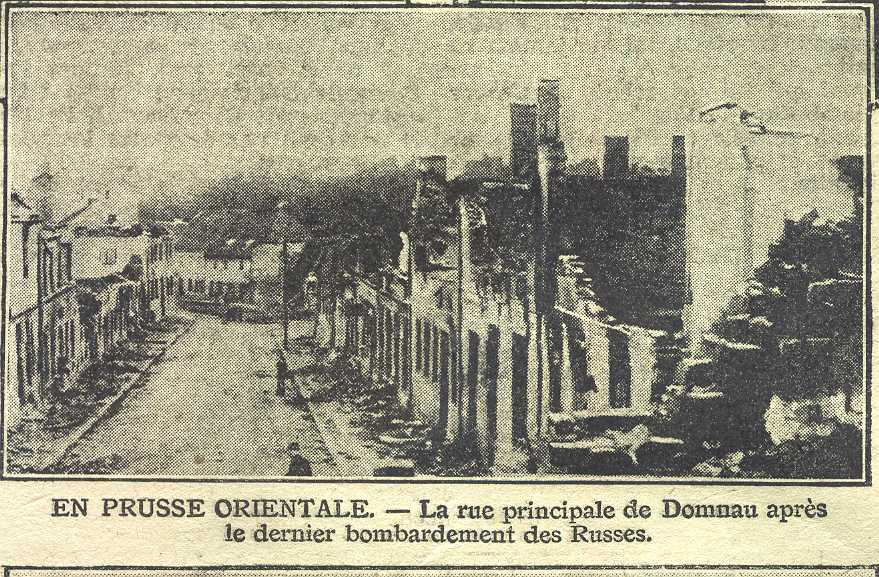 EN PRUSSE ORIENTALE. — La rue principale de Domnau après
le dernier bombardement des Russes.